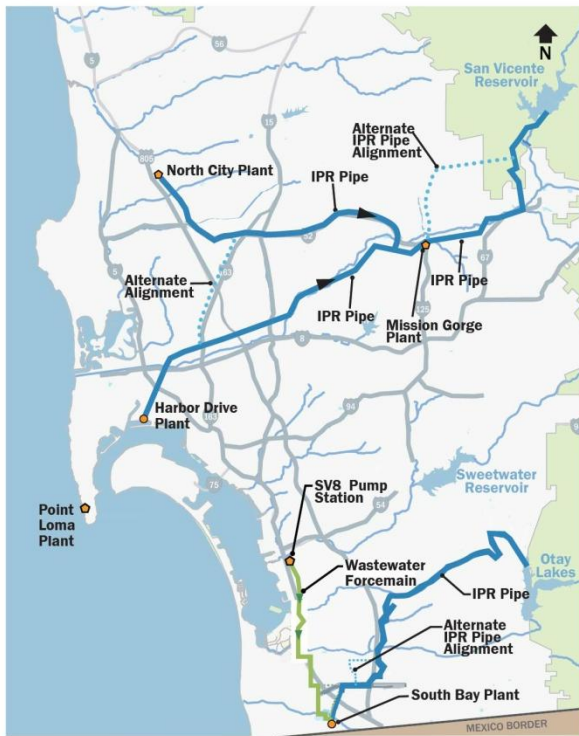 56
5
N
San Vicente
Reservoir
15
Alternate
IPR Pipe
Alignment
805
North City Plant
IPR Pipe
52
5
Alternate
Alignment
163
67
IPR Pipe
IPR Pipe
Mission Gorge
Plant
125
8
Harbor Drive
Plant
163
94
75
SV8 Pump
Station
Sweetwater
Reservoir
54
Point
Loma
Plant
Wastewater
Forcemain
Otay
Lakes
IPR Pipe
Alternate
IPR Pipe
Alignment
South Bay Plant
MEXICO BORDER